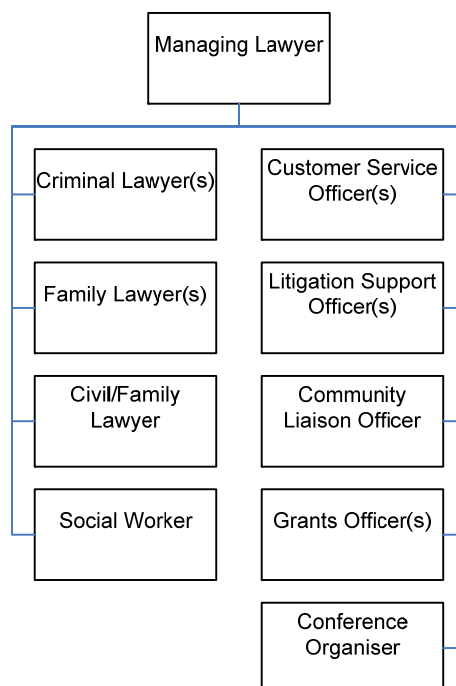 Managing Lawyer
Criminal Lawyer(s)
Family Lawyer(s)
Civil/Family
Lawyer
Social Worker
Customer Service
Officer(s)
Litigation Support
Officer(s)
Community
Liaison Officer
Grants Officer(s)
Conference
Organiser